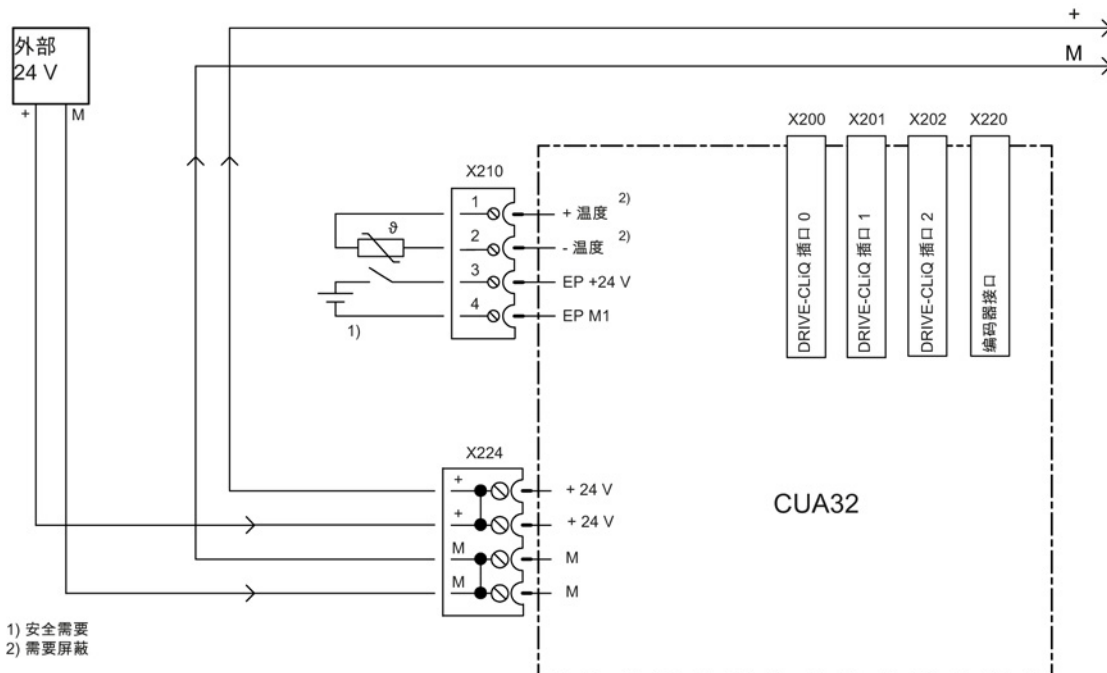 +
M
外部
24 V
+ M
X200 X201 X202 X220
DRIVE-CLiQ 插口 0
DRIVE-CLiQ 插口 1
DRIVE-CLiQ 插口 2
编码器接口
X210
1 + 温度 2)
ϑ
2 - 温度 2)
3 EP +24 V
4 EP M1
1)
X224
+ + 24 V
+ + 24 V
M M
M M
CUA32
1) 安全需要
2) 需要屏蔽